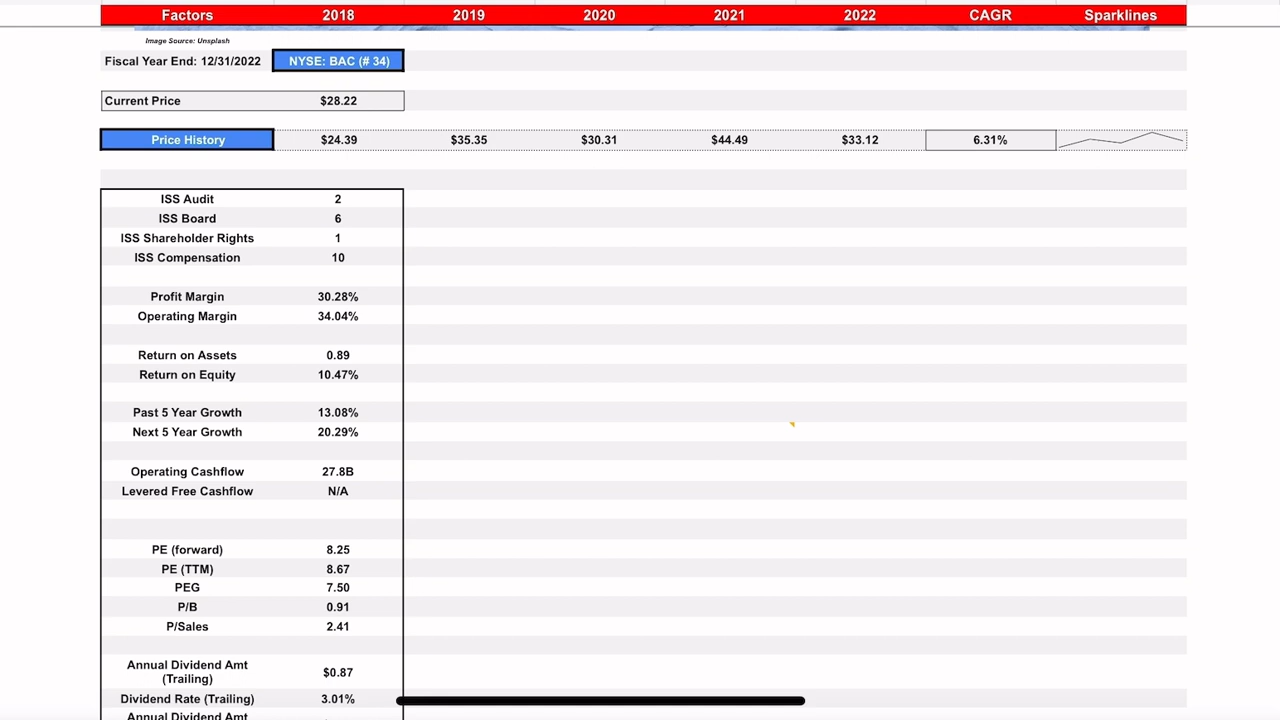 Factors 2018 2019 2020 2021 2022 CAGR Sparklines
Image Source: Unsplash
Fiscal Year End: 12/31/2022 NYSE: BAC (# 34)
Current Price $28.22
Price History $24.39 $35.35 $30.31 $44.49 $33.12 6.31%
ISS Audit 2
ISS Board 6
ISS Shareholder Rights 1
ISS Compensation 10
Profit Margin 30.28%
Operating Margin 34.04%
Return on Assets 0.89
Return on Equity 10.47%
Past 5 Year Growth 13.08%
Next 5 Year Growth 20.29%
Operating Cashflow 27.8B
Levered Free Cashflow N/A
PE (forward) 8.25
PE (TTM) 8.67
PEG 7.50
P/B 0.91
P/Sales 2.41
Annual Dividend Amt
(Trailing) $0.87
Dividend Rate (Trailing) 3.01%
Annual Dividend Amt